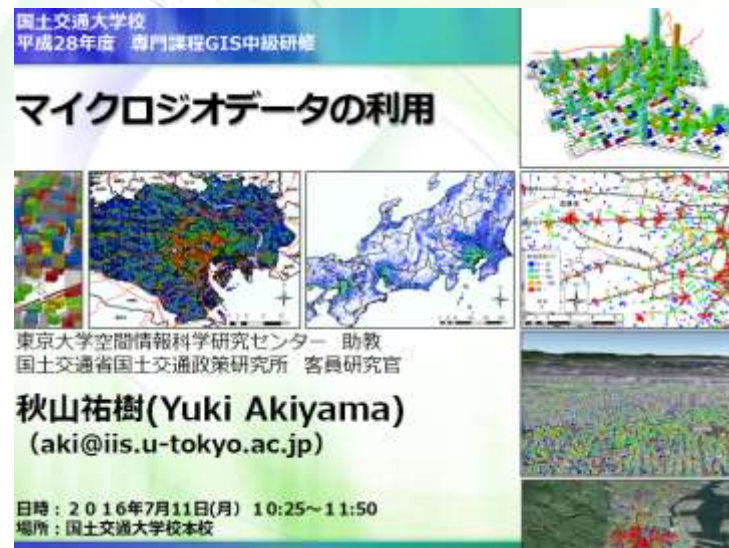 国土交通大学校
平成28年度 専門課程GIS中級研修
マイクロジオデータの利用
東京大学空間情報科学研究センター 助教
国土交通省国土交通政策研究所 客員研究官
秋山祐樹(Yuki Akiyama)
(aki@iis.u-tokyo.ac.jp)
日時：2016年7月11日(月) 10:25～11:50
場所：国土交通大学校本校